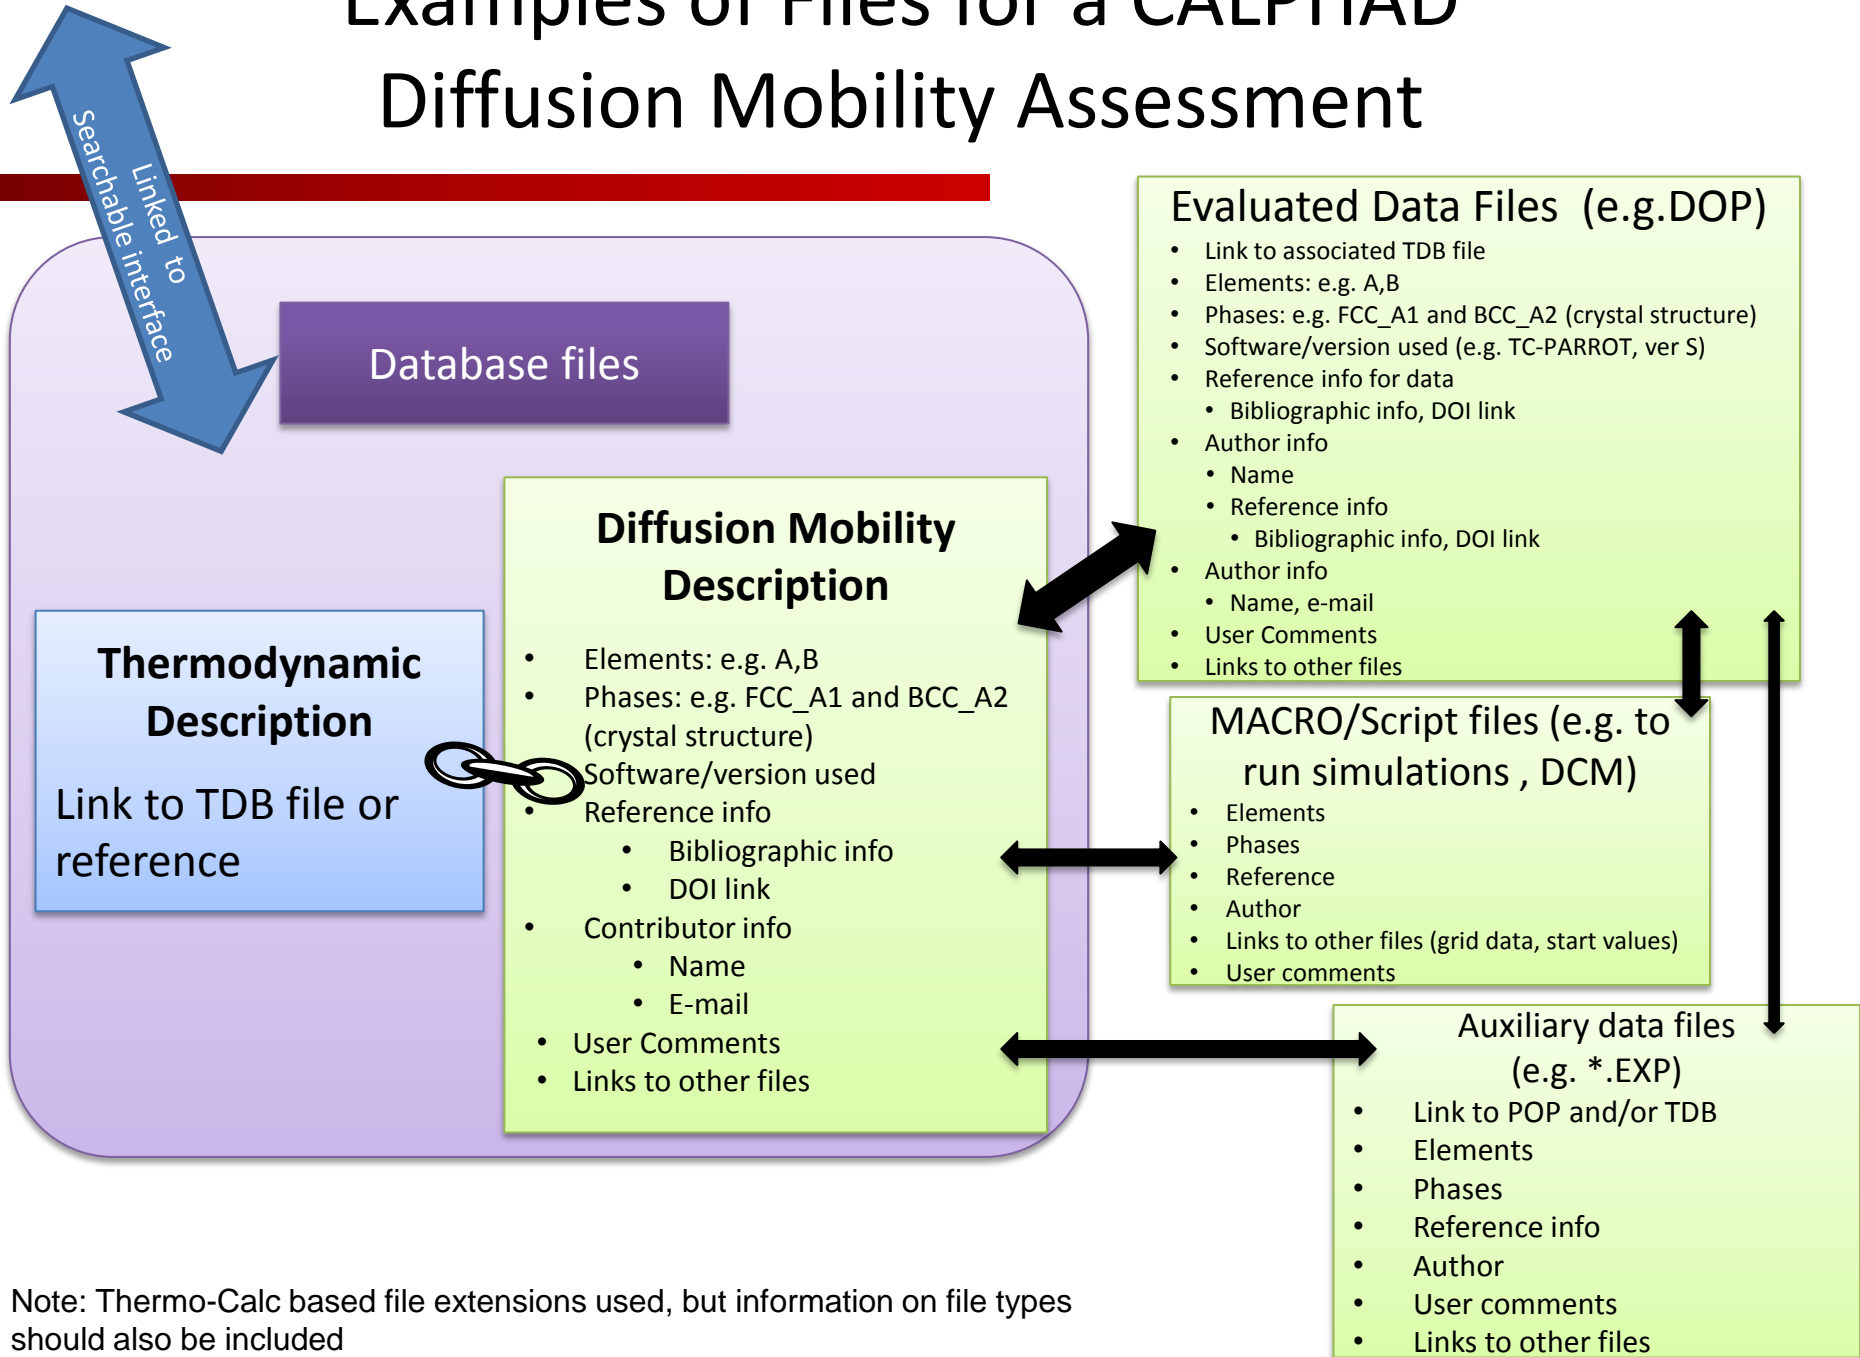 Examples of Files for a CALPHAD
Diffusion Mobility Assessment
Linked to
Searchable interface
Database files
Thermodynamic
Description
Link to TDB file or
reference
Diffusion Mobility
Description
• Elements: e.g. A,B
• Phases: e.g. FCC_A1 and BCC_A2
(crystal structure)
Software/version used
• Reference info
• Bibliographic info
• DOI link
• Contributor info
• Name
• E-mail
• User Comments
• Links to other files
Evaluated Data Files (e.g.DOP)
• Link to associated TDB file
• Elements: e.g. A,B
• Phases: e.g. FCC_A1 and BCC_A2 (crystal structure)
• Software/version used (e.g. TC-PARROT, ver S)
• Reference info for data
• Bibliographic info, DOI link
• Author info
• Name
• Reference info
• Bibliographic info, DOI link
• Author info
• Name, e-mail
• User Comments
• Links to other files
MACRO/Script files (e.g. to
run simulations , DCM)
• Elements
• Phases
• Reference
• Author
• Links to other files (grid data, start values)
• User comments
Auxiliary data files
(e.g. *.EXP)
• Link to POP and/or TDB
• Elements
• Phases
• Reference info
• Author
• User comments
• Links to other files
Note: Thermo-Calc based file extensions used, but information on file types
should also be included